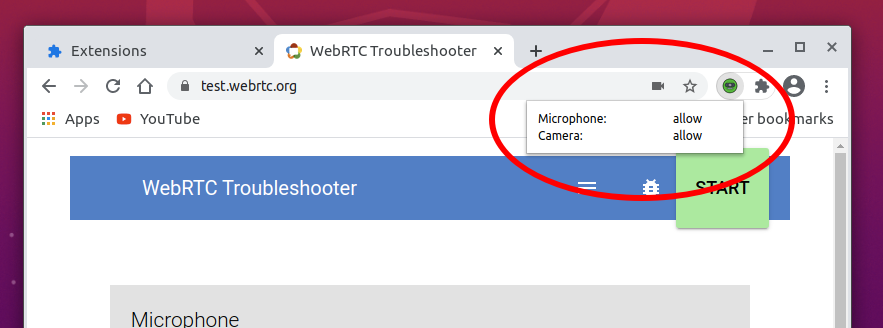 Extensions
WebRTC Troubleshooter
test.webrtc.org
Apps
YouTube
er bookmarks
Microphone: allow
Camera: allow
WebRTC Troubleshooter
START
Microphone